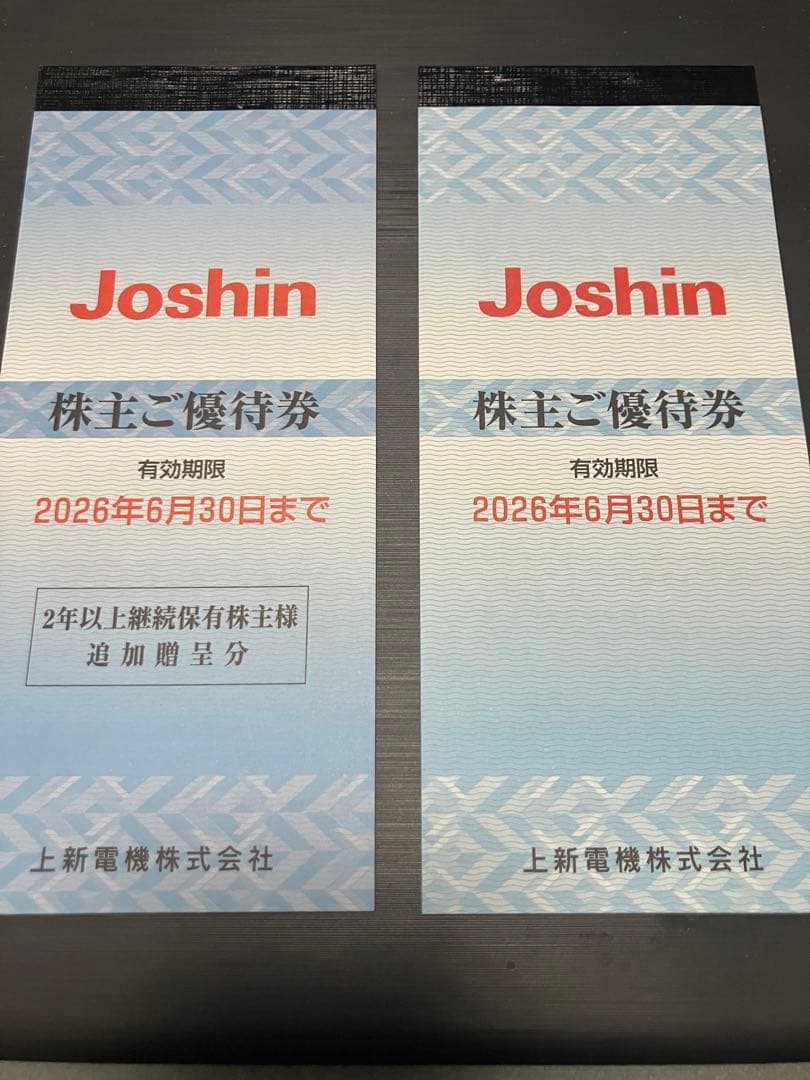 Joshin
株主ご優待券
有効期限
2026年6月30日まで
2年以上継続保有株主様
追加贈呈分
上新電機株式会社
Joshin
株主ご優待券
有効期限
2026年6月30日まで
上新電機株式会社